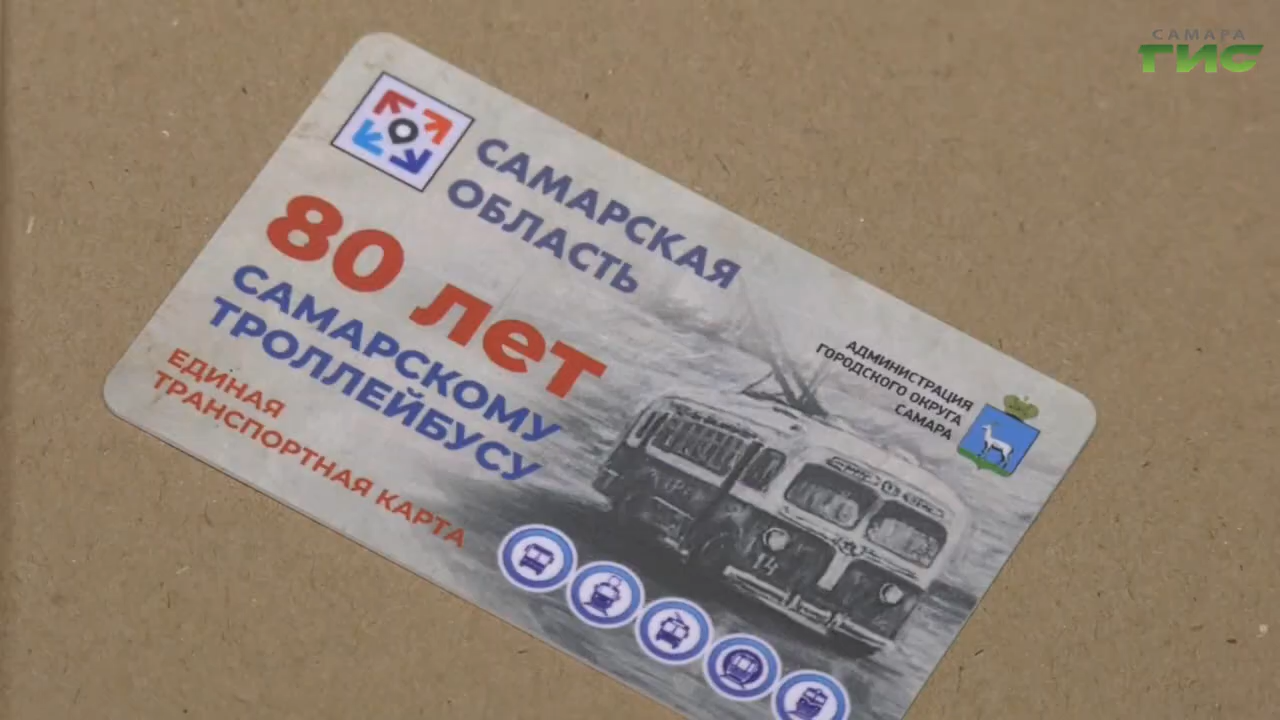 САМАРА
ГИС
САМАРСКАЯ
ОБЛАСТЬ
80 лет
САМАРСКОМУ
ТРОЛЛЕЙБУСУ
ЕДИНАЯ
ТРАНСПОРТНАЯ КАРТА
АДМИНИСТРАЦИЯ
ГОРОДСКОГО ОКРУГА
САМАРА
14